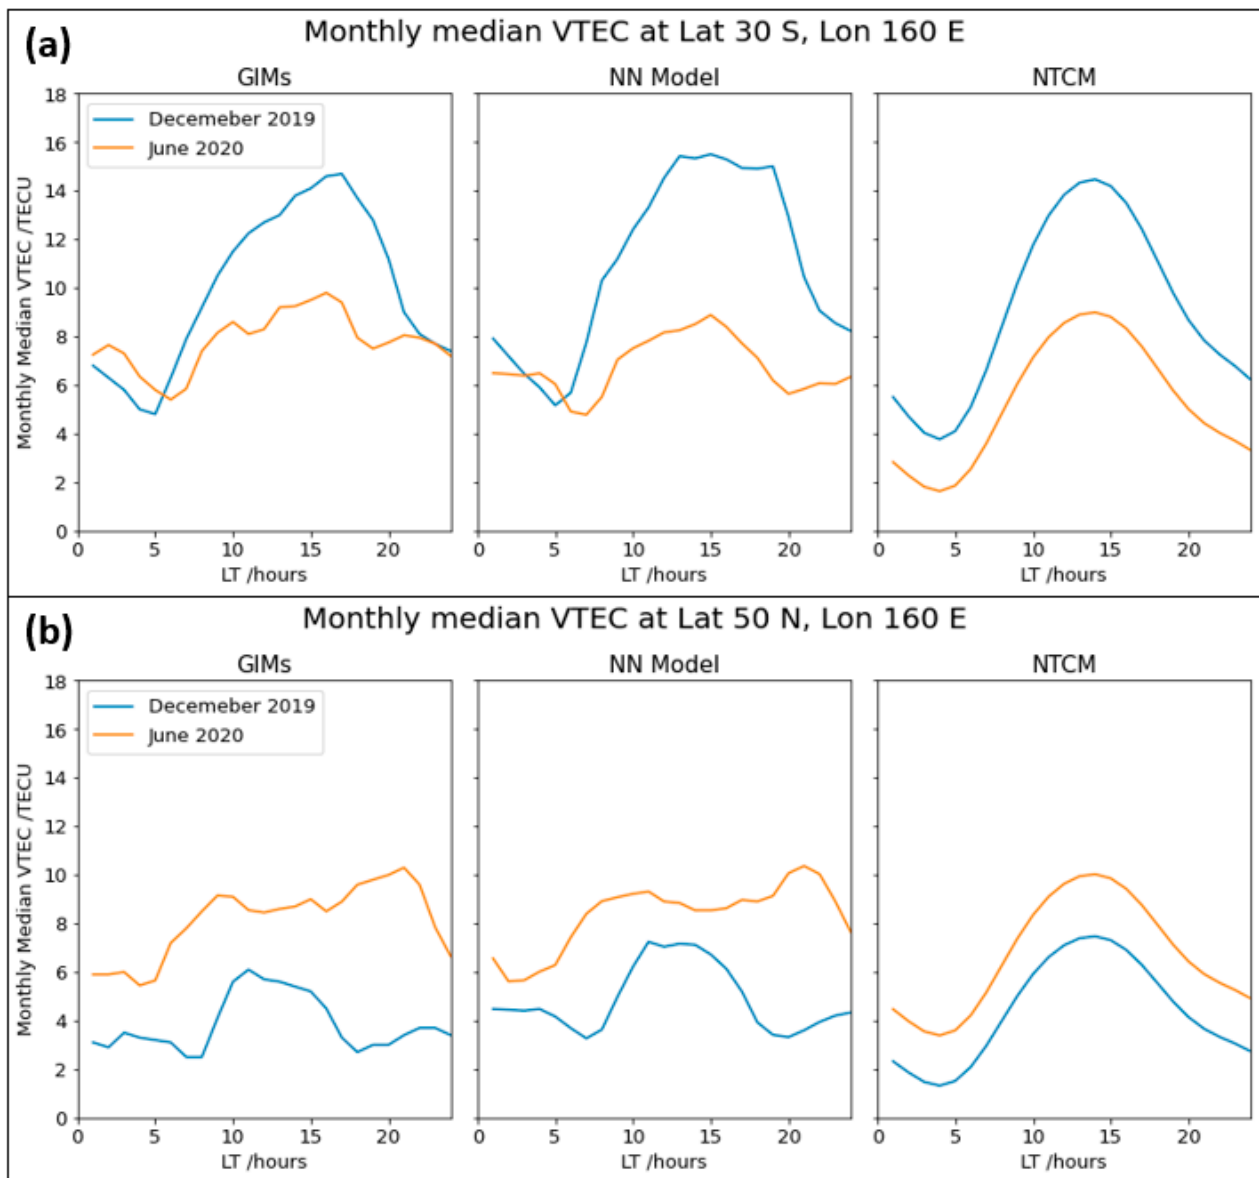 (a)
Monthly median VTEC at Lat 30 S, Lon 160 E
GIMs
NN Model
NTCM
Monthly Median VTEC /TECU
18
16
14
12
10
8
6
4
2
0
Decemeber 2019
June 2020
0 5 10 15 20
0 5 10 15 20
0 5 10 15 20
LT /hours
LT /hours
LT /hours
(b)
Monthly median VTEC at Lat 50 N, Lon 160 E
GIMs
NN Model
NTCM
Monthly Median VTEC /TECU
18
16
14
12
10
8
6
4
2
0
Decemeber 2019
June 2020
0 5 10 15 20
0 5 10 15 20
0 5 10 15 20
LT /hours
LT /hours
LT /hours